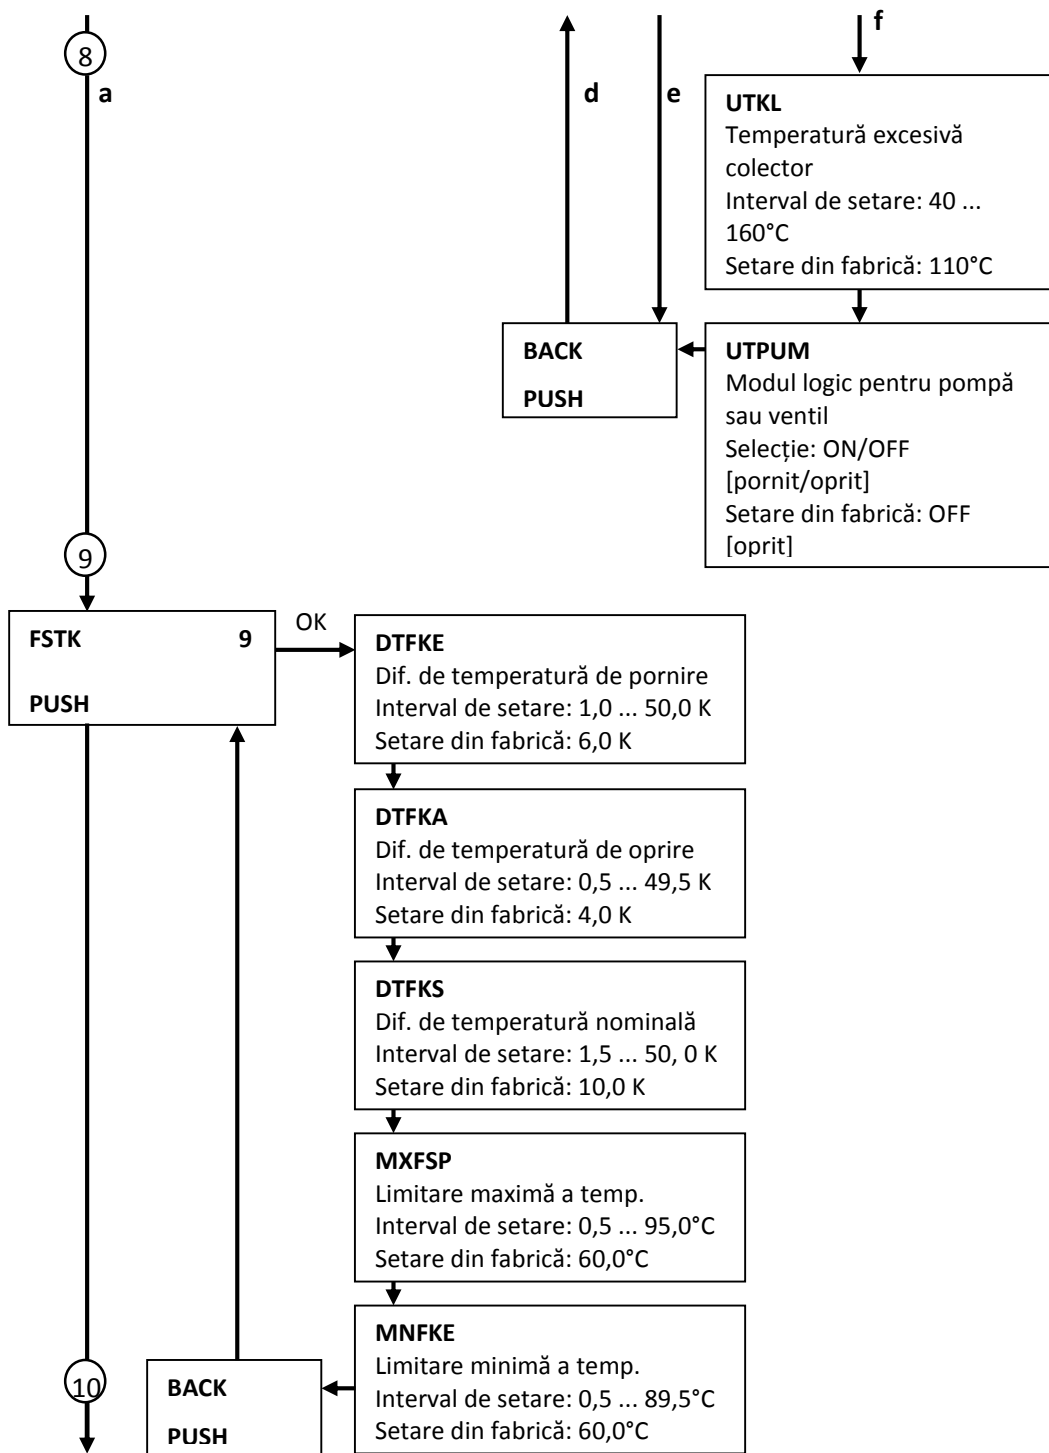 8
a
d
e
f
UTKL
Temperatură excesivă
colector
Interval de setare: 40 ...
160°C
Setare din fabrică: 110°C
BACK
PUSH
UTPUM
Modul logic pentru pompă
sau ventil
Selecție: ON/OFF
[pornit/oprit]
Setare din fabrică: OFF
[oprit]
9
FSTK 9
PUSH
OK
DTFKE
Dif. de temperatură de pornire
Interval de setare: 1,0 ... 50,0 K
Setare din fabrică: 6,0 K
DTFKA
Dif. de temperatură de oprire
Interval de setare: 0,5 ... 49,5 K
Setare din fabrică: 4,0 K
DTFKS
Dif. de temperatură nominală
Interval de setare: 1,5 ... 50, 0 K
Setare din fabrică: 10,0 K
MXFSP
Limitare maximă a temp.
Interval de setare: 0,5 ... 95,0°C
Setare din fabrică: 60,0°C
MNFKE
Limitare minimă a temp.
Interval de setare: 0,5 ... 89,5°C
Setare din fabrică: 60,0°C
BACK
PUSH
10